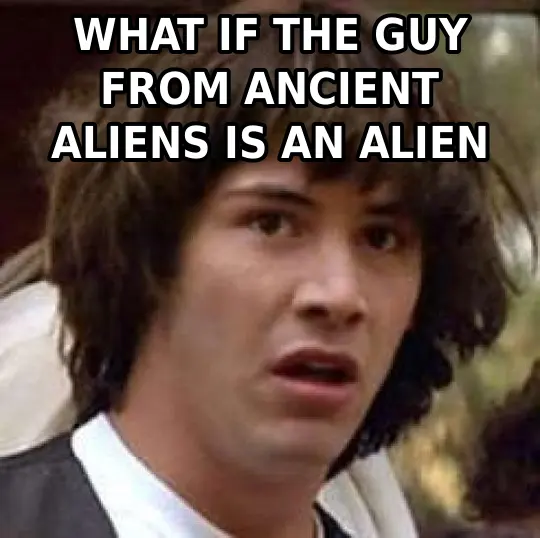 WHAT IF THE GUY
FROM ANCIENT
ALIENS IS AN ALIEN